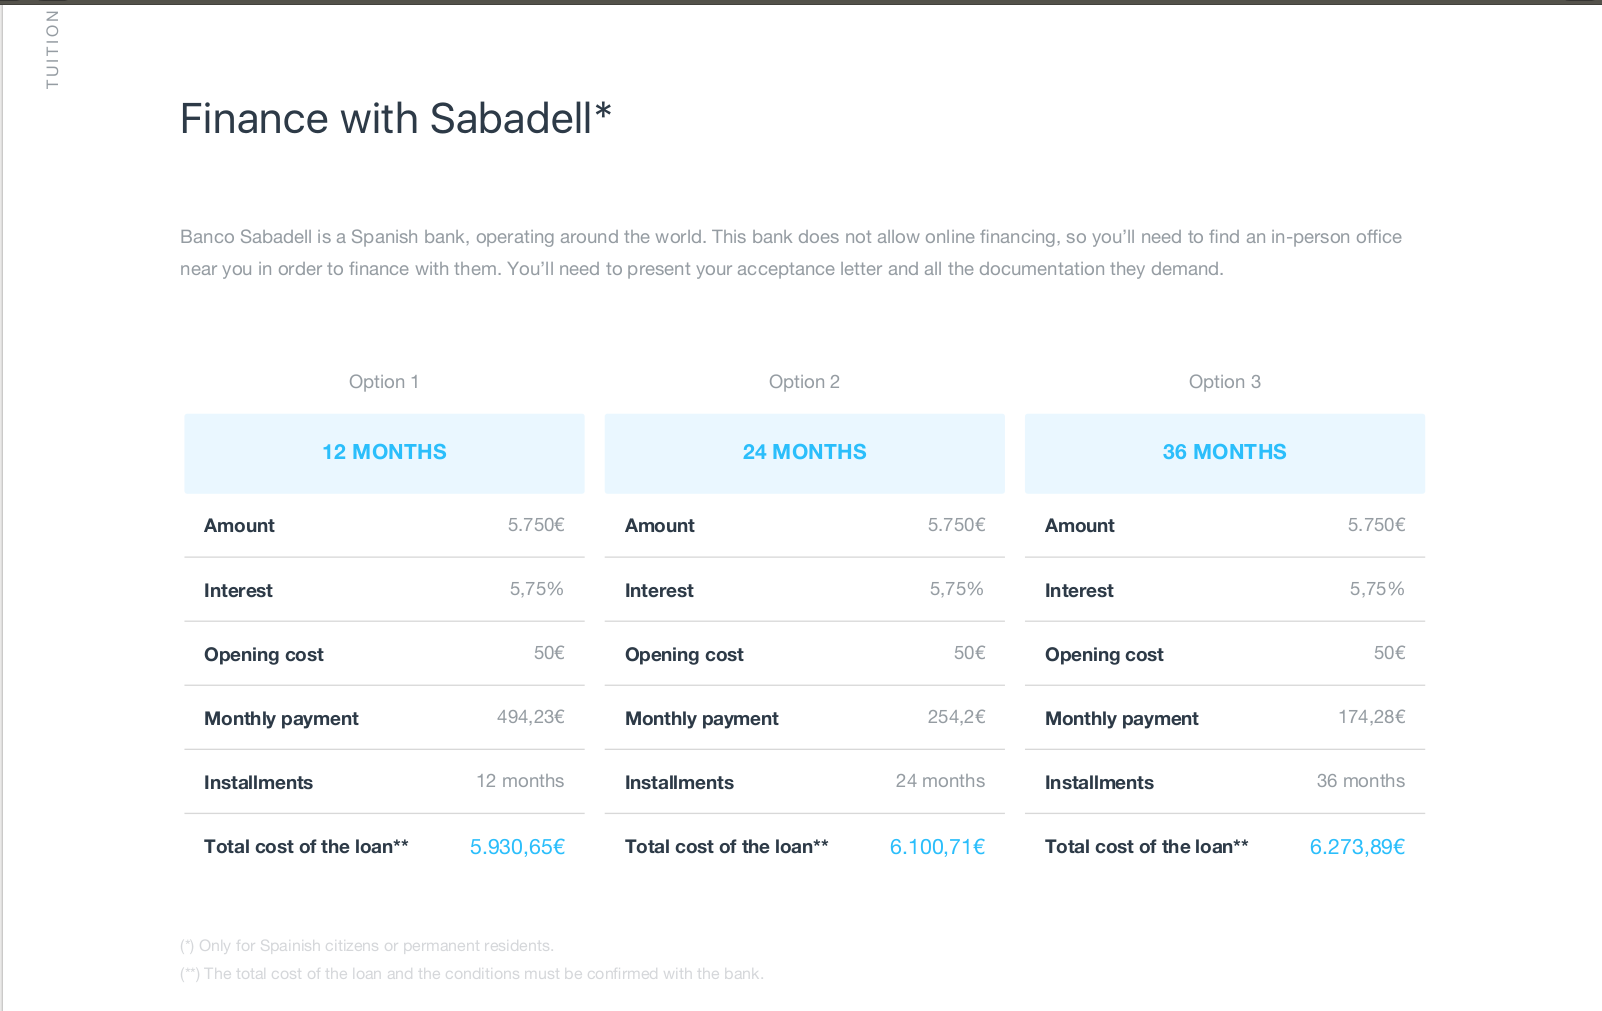 TUITION
Finance with Sabadell*
Banco Sabadell is a Spanish bank, operating around the world. This bank does not allow online financing, so you’ll need to find an in-person office
near you in order to finance with them. You’ll need to present your acceptance letter and all the documentation they demand.
Option 1
12 MONTHS
Amount 5.750€
Interest 5,75%
Opening cost 50€
Monthly payment 494,23€
Installments 12 months
Total cost of the loan** 5.930,65€
Option 2
24 MONTHS
Amount 5.750€
Interest 5,75%
Opening cost 50€
Monthly payment 254,2€
Installments 24 months
Total cost of the loan** 6.100,71€
Option 3
36 MONTHS
Amount 5.750€
Interest 5,75%
Opening cost 50€
Monthly payment 174,28€
Installments 36 months
Total cost of the loan** 6.273,89€
(*) Only for Spainish citizens or permanent residents.
(**) The total cost of the loan and the conditions must be confirmed with the bank.